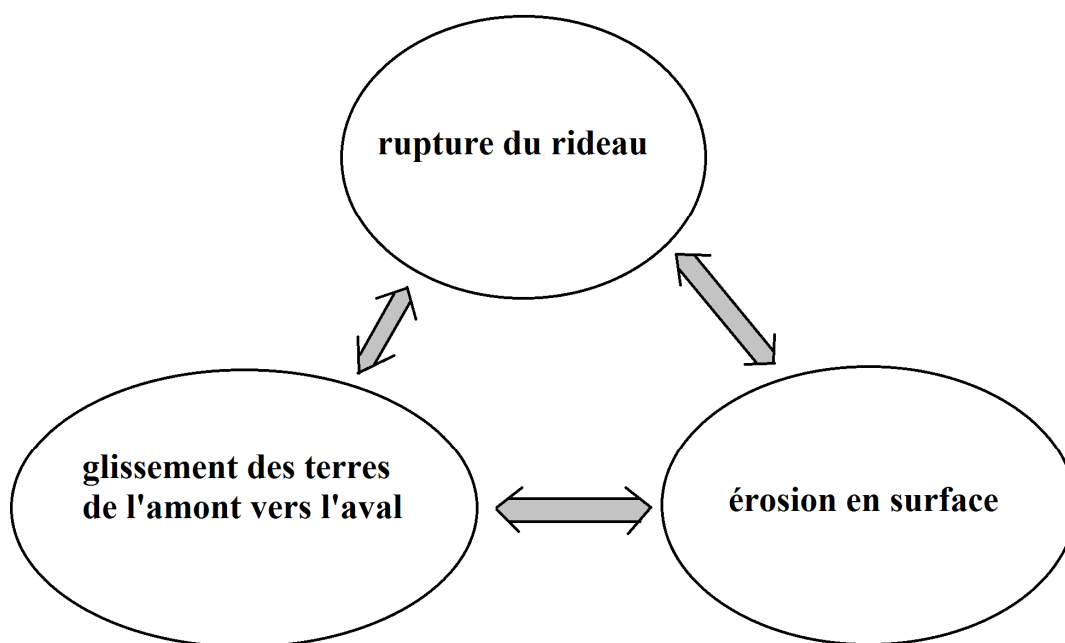 rupture du rideau
glissement des terres
de l'amont vers l'aval
érosion en surface